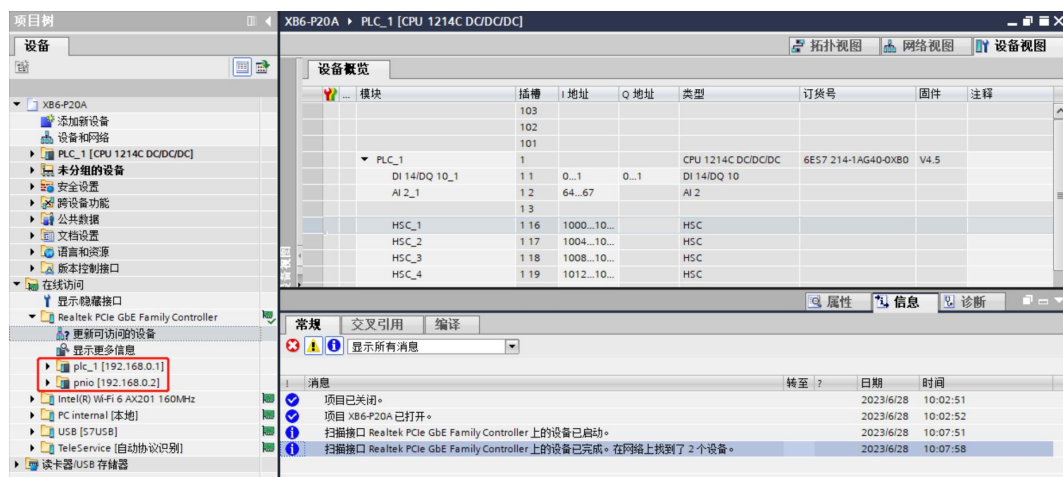 项目树
设备
XB6-P20A
添加新设备
设备和网络
PLC_1 [CPU 1214C DC/DC/DC]
未分组的设备
安全设置
跨设备功能
公共数据
文档设置
语言和资源
版本控制接口
在线访问
显示/隐藏接口
Realtek PCIe GbE Family Controller
更新可访问的设备
显示更多信息
plc_1 [192.168.0.1]
pnio [192.168.0.2]
Intel(R) Wi-Fi 6 AX201 160MHz
PC internal [本地]
USB [S7USB]
TeleService [自动协议识别]
读卡器/USB 存储器
XB6-P20A PLC_1 [CPU 1214C DC/DC/DC]
拓扑视图 网络视图 设备视图
设备概览
... 模块 插槽 I 地址 Q 地址 类型 订货号 固件 注释
103
102
101
PLC_1 1 CPU 1214C DC/DC/DC 6ES7 214-1AG40-0XB0 V4.5
DI 14/DQ 10_1 1 1 0...1 0...1 DI 14/DQ 10
AI 2_1 1 2 64...67 AI 2
1 3
HSC_1 1 16 1000...10... HSC
HSC_2 1 17 1004...10... HSC
HSC_3 1 18 1008...10... HSC
HSC_4 1 19 1012...10... HSC
属性 信息 诊断
常规 交叉引用 编译
显示所有消息
! 消息 转至 ? 日期 时间
项目已关闭。 2023/6/28 10:02:51
项目 XB6-P20A 已打开。 2023/6/28 10:02:52
扫描接口 Realtek PCIe GbE Family Controller 上的设备已启动。 2023/6/28 10:07:51
扫描接口 Realtek PCIe GbE Family Controller 上的设备已完成。在网络上找到了 2 个设备。 2023/6/28 10:07:58